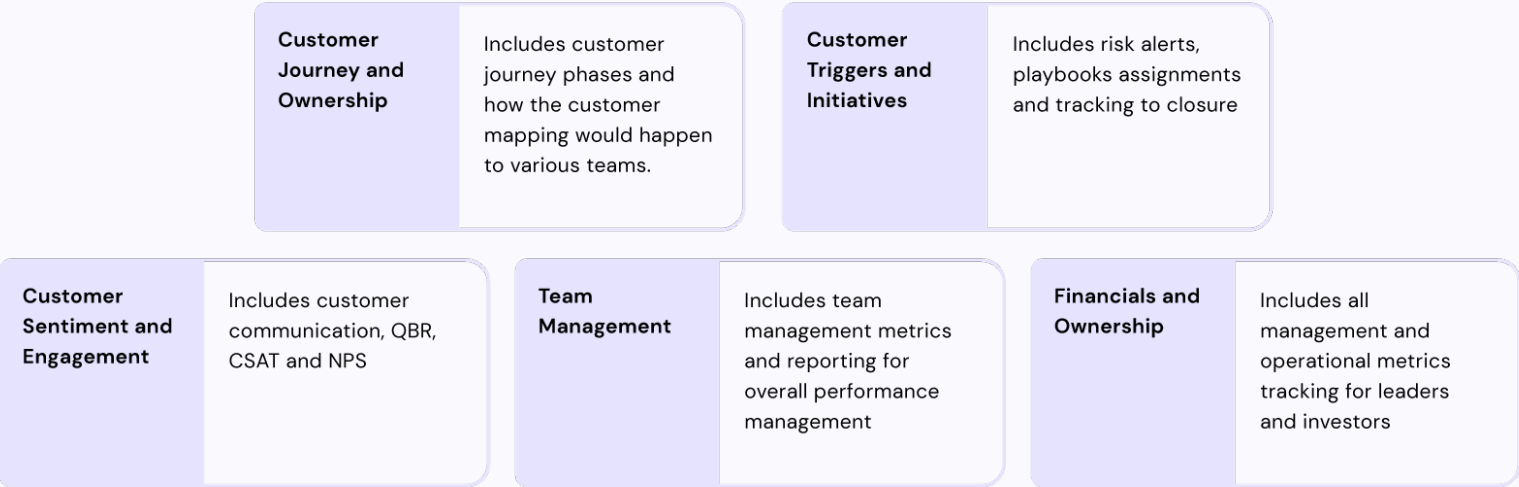 Customer
Journey and
Ownership
Includes customer
journey phases and
how the customer
mapping would happen
to various teams.
Customer
Triggers and
Initiatives
Includes risk alerts,
playbooks assignments
and tracking to closure
Customer
Sentiment and
Engagement
Includes customer
communication, QBR,
CSAT and NPS
Team
Management
Includes team
management metrics
and reporting for
overall performance
management
Financials and
Ownership
Includes all
management and
operational metrics
tracking for leaders
and investors